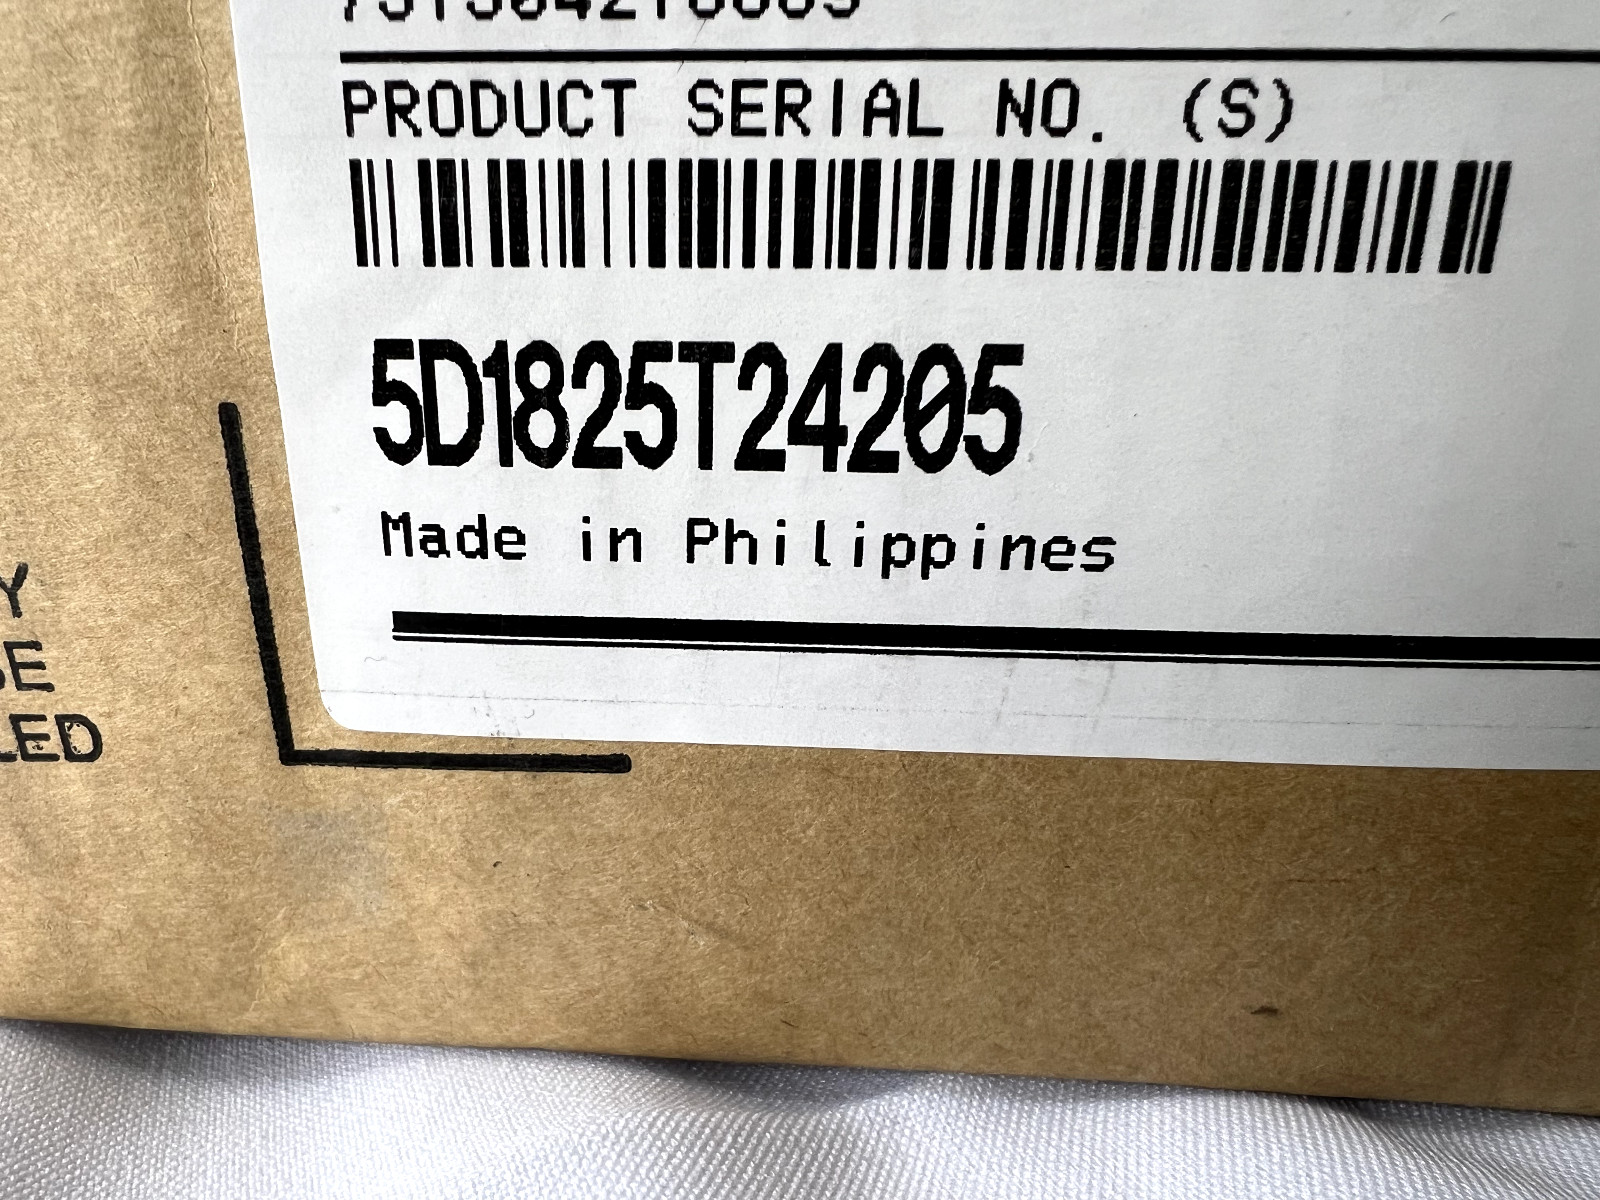 PRODUCT SERIAL NO. (S)
5D1825T24205
Made in Philippines